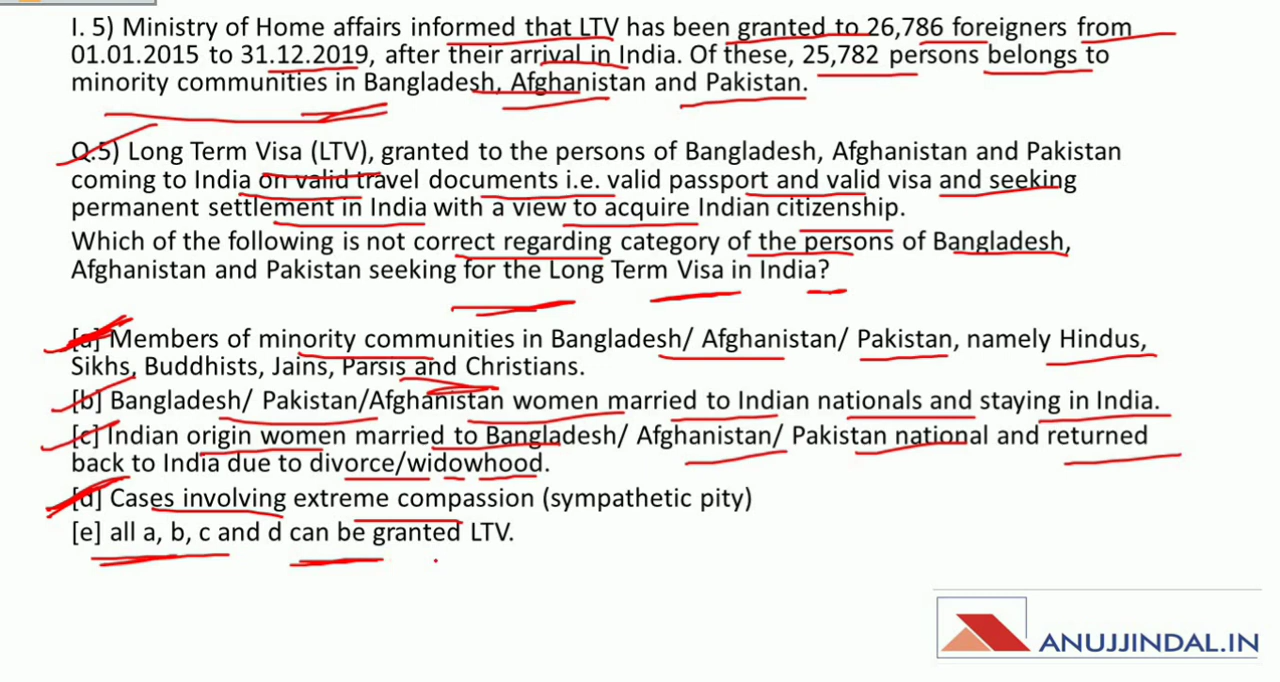 I. 5) Ministry of Home affairs informed that LTV has been granted to 26,786 foreigners from
01.01.2015 to 31.12.2019, after their arrival in India. Of these, 25,782 persons belongs to
minority communities in Bangladesh, Afghanistan and Pakistan.
Q.5) Long Term Visa (LTV), granted to the persons of Bangladesh, Afghanistan and Pakistan
coming to India on valid travel documents i.e. valid passport and valid visa and seeking
permanent settlement in India with a view to acquire Indian citizenship.
Which of the following is not correct regarding category of the persons of Bangladesh,
Afghanistan and Pakistan seeking for the Long Term Visa in India?
[a] Members of minority communities in Bangladesh/ Afghanistan/ Pakistan, namely Hindus,
Sikhs, Buddhists, Jains, Parsis and Christians.
[b] Bangladesh/ Pakistan/Afghanistan women married to Indian nationals and staying in India.
[c] Indian origin women married to Bangladesh/ Afghanistan/ Pakistan national and returned
back to India due to divorce/widowhood.
[d] Cases involving extreme compassion (sympathetic pity)
[e] all a, b, c and d can be granted LTV.
ANUJJINDAL.IN